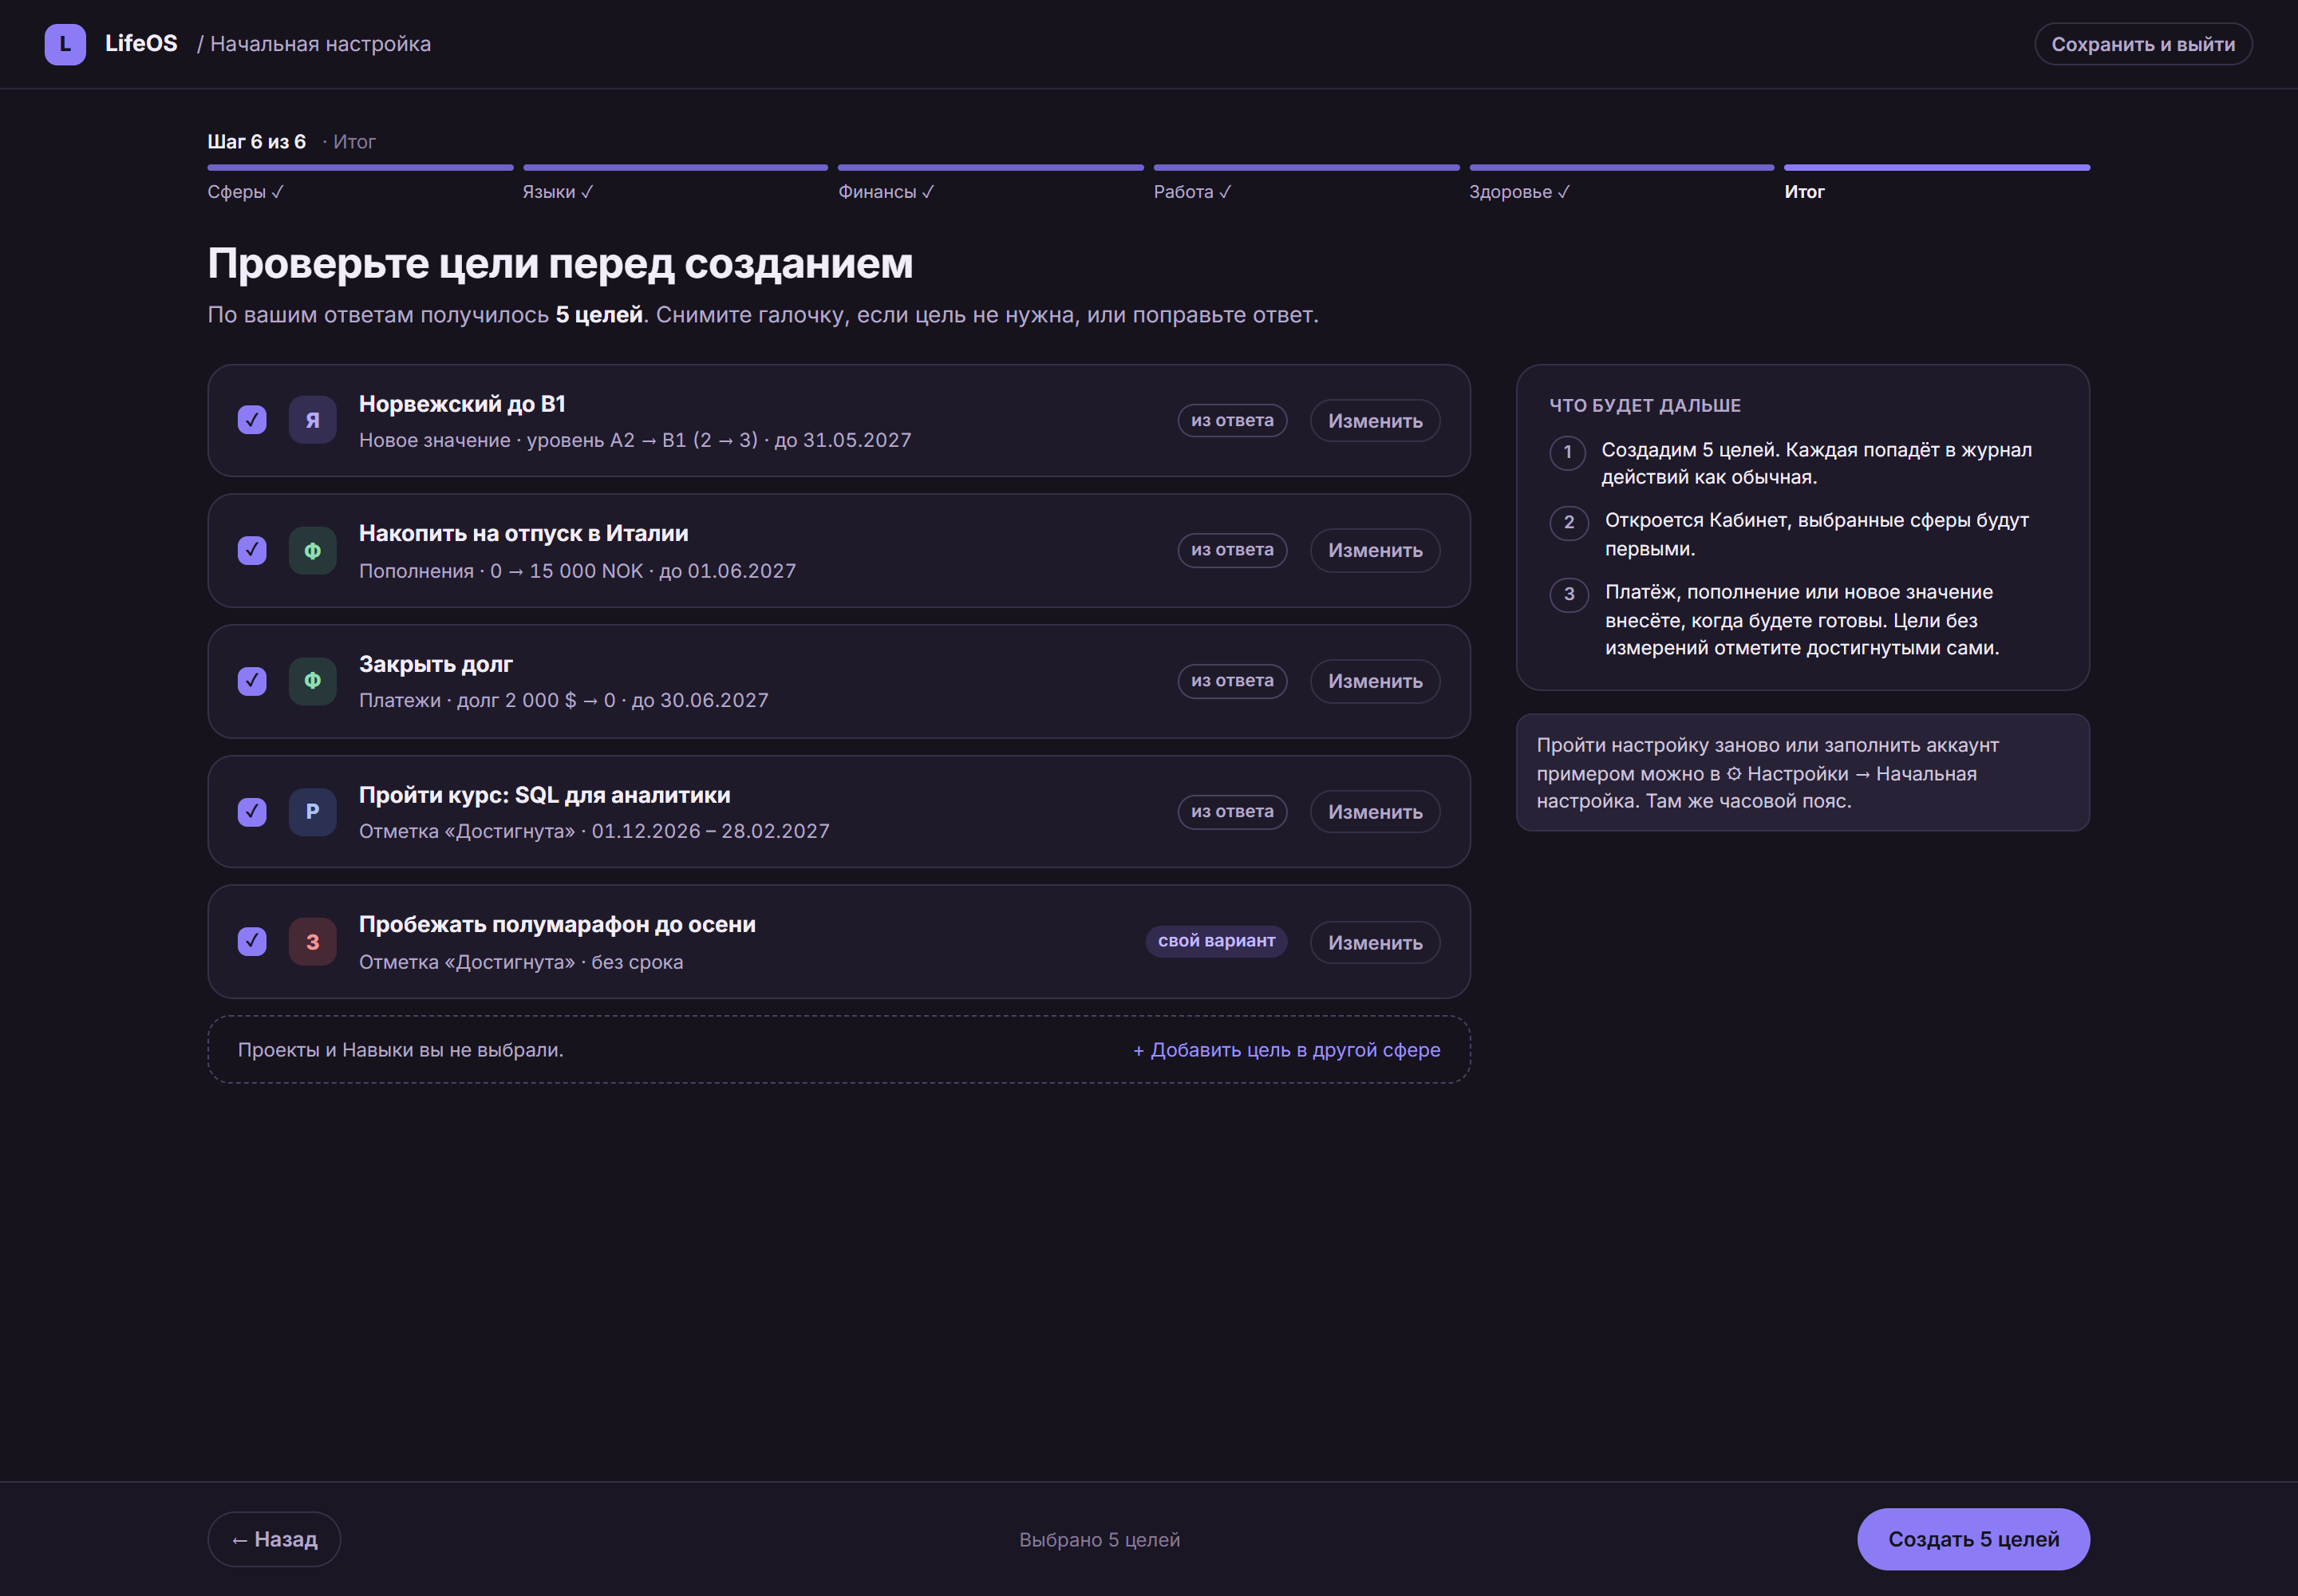 L LifeOS / Начальная настройка
Сохранить и выйти
Шаг 6 из 6 · Итог
Сферы ✓ Языки ✓ Финансы ✓ Работа ✓ Здоровье ✓ Итог
Проверьте цели перед созданием
По вашим ответам получилось 5 целей. Снимите галочку, если цель не нужна, или поправьте ответ.
✓ Я Норвежский до B1
Новое значение · уровень A2 → B1 (2 → 3) · до 31.05.2027
из ответа Изменить
✓ Ф Накопить на отпуск в Италии
Пополнения · 0 → 15 000 NOK · до 01.06.2027
из ответа Изменить
✓ Ф Закрыть долг
Платежи · долг 2 000 $ → 0 · до 30.06.2027
из ответа Изменить
✓ Р Пройти курс: SQL для аналитики
Отметка «Достигнута» · 01.12.2026 – 28.02.2027
из ответа Изменить
✓ З Пробежать полумарафон до осени
Отметка «Достигнута» · без срока
свой вариант Изменить
Проекты и Навыки вы не выбрали. + Добавить цель в другой сфере
ЧТО БУДЕТ ДАЛЬШЕ
1 Создадим 5 целей. Каждая попадёт в журнал
действий как обычная.
2 Откроется Кабинет, выбранные сферы будут
первыми.
3 Платёж, пополнение или новое значение
внесёте, когда будете готовы. Цели без
измерений отметите достигнутыми сами.
Пройти настройку заново или заполнить аккаунт
примером можно в ⚙ Настройки → Начальная
настройка. Там же часовой пояс.
← Назад
Выбрано 5 целей
Создать 5 целей